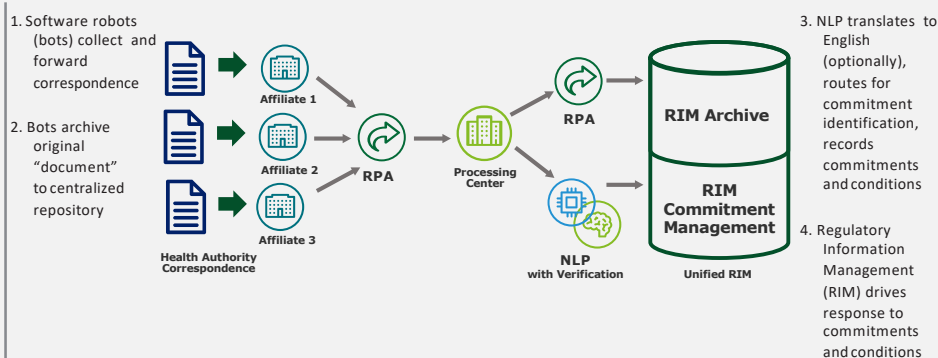 1. Software robots
(bots) collect and
forward
correspondence
2. Bots archive
original
“document”
to centralized
repository
Affiliate 1
Affiliate 2
Affiliate 3
Health Authority
Correspondence
RPA
Processing
Center
RPA
NLP
with Verification
RIM Archive
RIM
Commitment
Management
Unified RIM
3. NLP translates to
English
(optionally),
routes for
commitment
identification,
records
commitments
and conditions
4. Regulatory
Information
Management
(RIM) drives
response to
commitments
and conditions